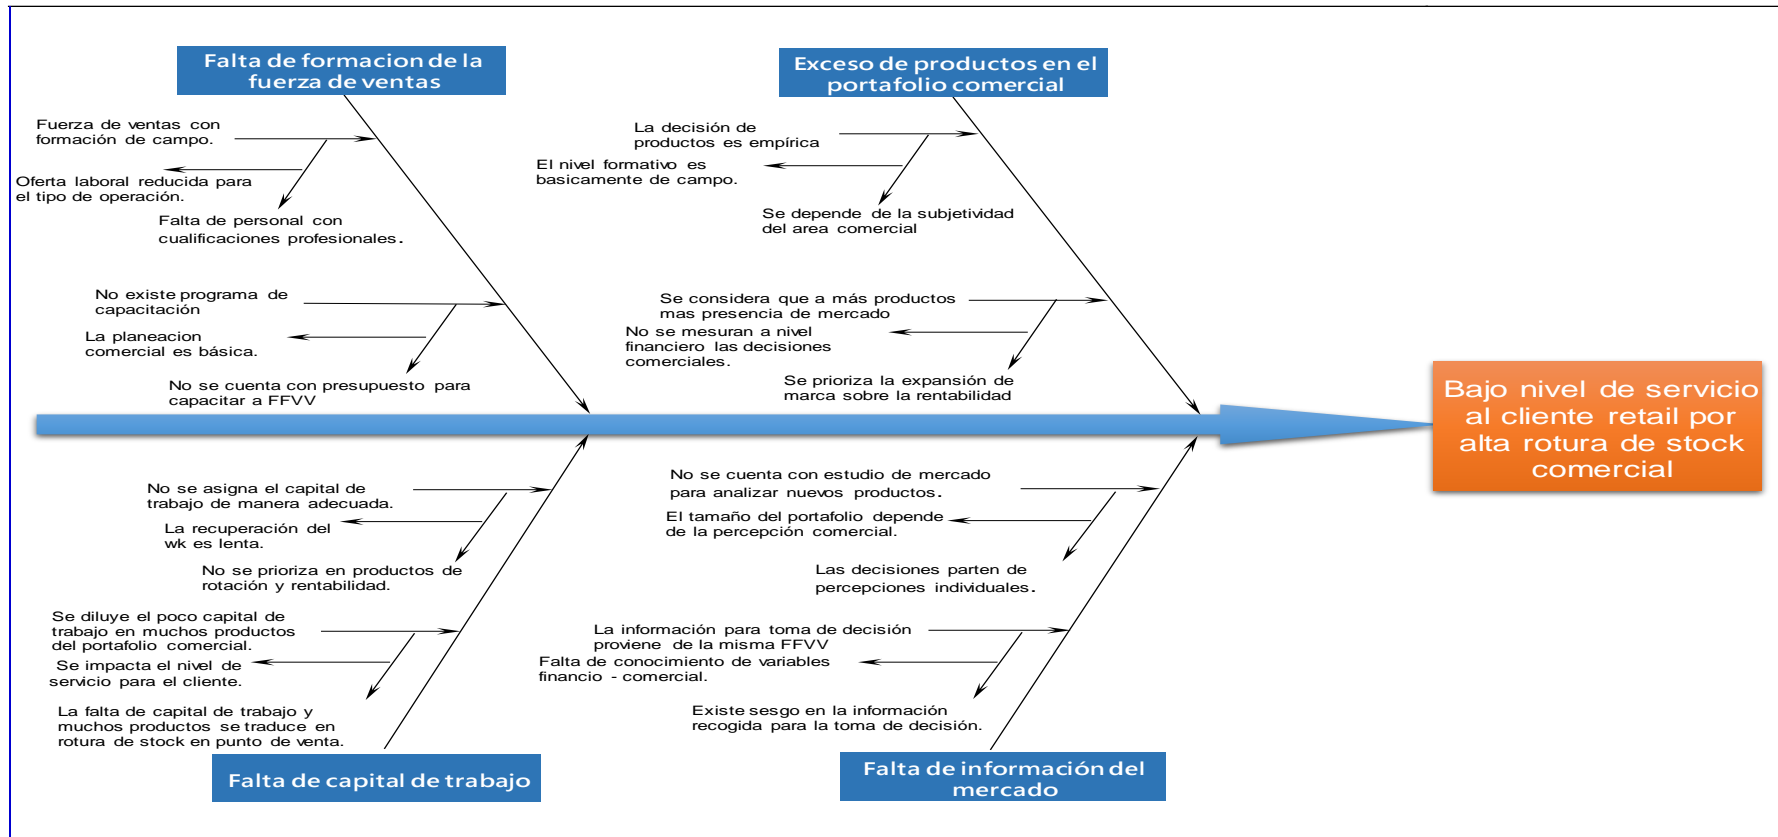 Falta de formacion de la
fuerza de ventas
Exceso de productos en el
portafolio comercial
Fuerza de ventas con
formación de campo.
Oferta laboral reducida para
el tipo de operación.
Falta de personal con
cualificaciones profesionales.
No existe programa de
capacitación
La planeacion
comercial es básica.
No se cuenta con presupuesto para
capacitar a FFVV
La decisión de
productos es empírica
El nivel formativo es
basicamente de campo.
Se depende de la subjetividad
del area comercial
Se considera que a más productos
mas presencia de mercado
No se mesuran a nivel
financiero las decisiones
comerciales.
Se prioriza la expansión de
marca sobre la rentabilidad
Bajo nivel de servicio
al cliente retail por
alta rotura de stock
comercial
No se asigna el capital de
trabajo de manera adecuada.
La recuperación del
wk es lenta.
No se prioriza en productos de
rotación y rentabilidad.
Se diluye el poco capital de
trabajo en muchos productos
del portafolio comercial.
Se impacta el nivel de
servicio para el cliente.
La falta de capital de trabajo y
muchos productos se traduce en
rotura de stock en punto de venta.
No se cuenta con estudio de mercado
para analizar nuevos productos.
El tamaño del portafolio depende
de la percepción comercial.
Las decisiones parten de
percepciones individuales.
La información para toma de decisión
proviene de la misma FFVV
Falta de conocimiento de variables
financio - comercial.
Existe sesgo en la información
recogida para la toma de decisión.
Falta de capital de trabajo
Falta de información del
mercado